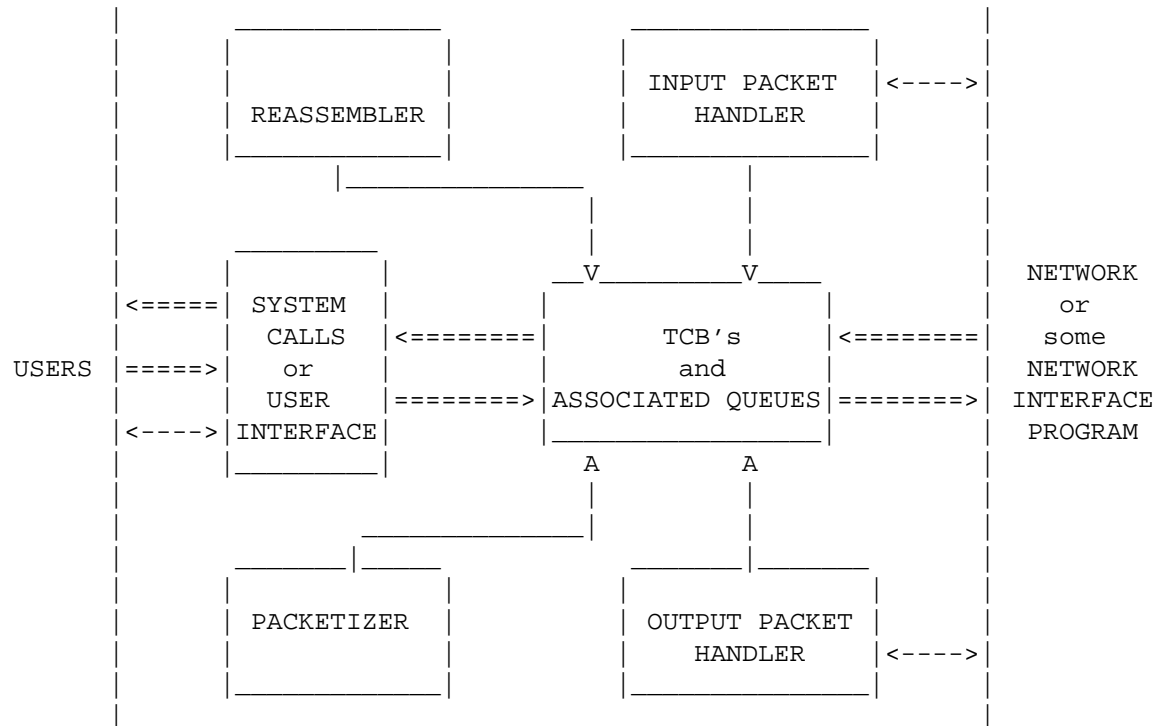 REASSEMBLER
INPUT PACKET
HANDLER
USERS
SYSTEM
CALLS
or
USER
INTERFACE
V
V
TCB's
and
ASSOCIATED QUEUES
A
A
NETWORK
or
some
NETWORK
INTERFACE
PROGRAM
PACKETIZER
OUTPUT PACKET
HANDLER